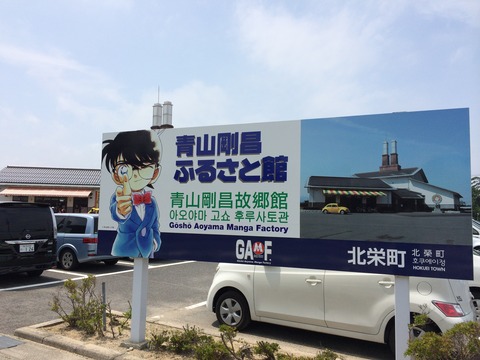 青山剛昌
ふるさと館
青山剛昌故郷館
아오야마 고쇼 후루사토관
Gosho Aoyama Manga Factory
GAMF
北栄町
北 榮 町
호쿠에이정
HOKUEI TOWN